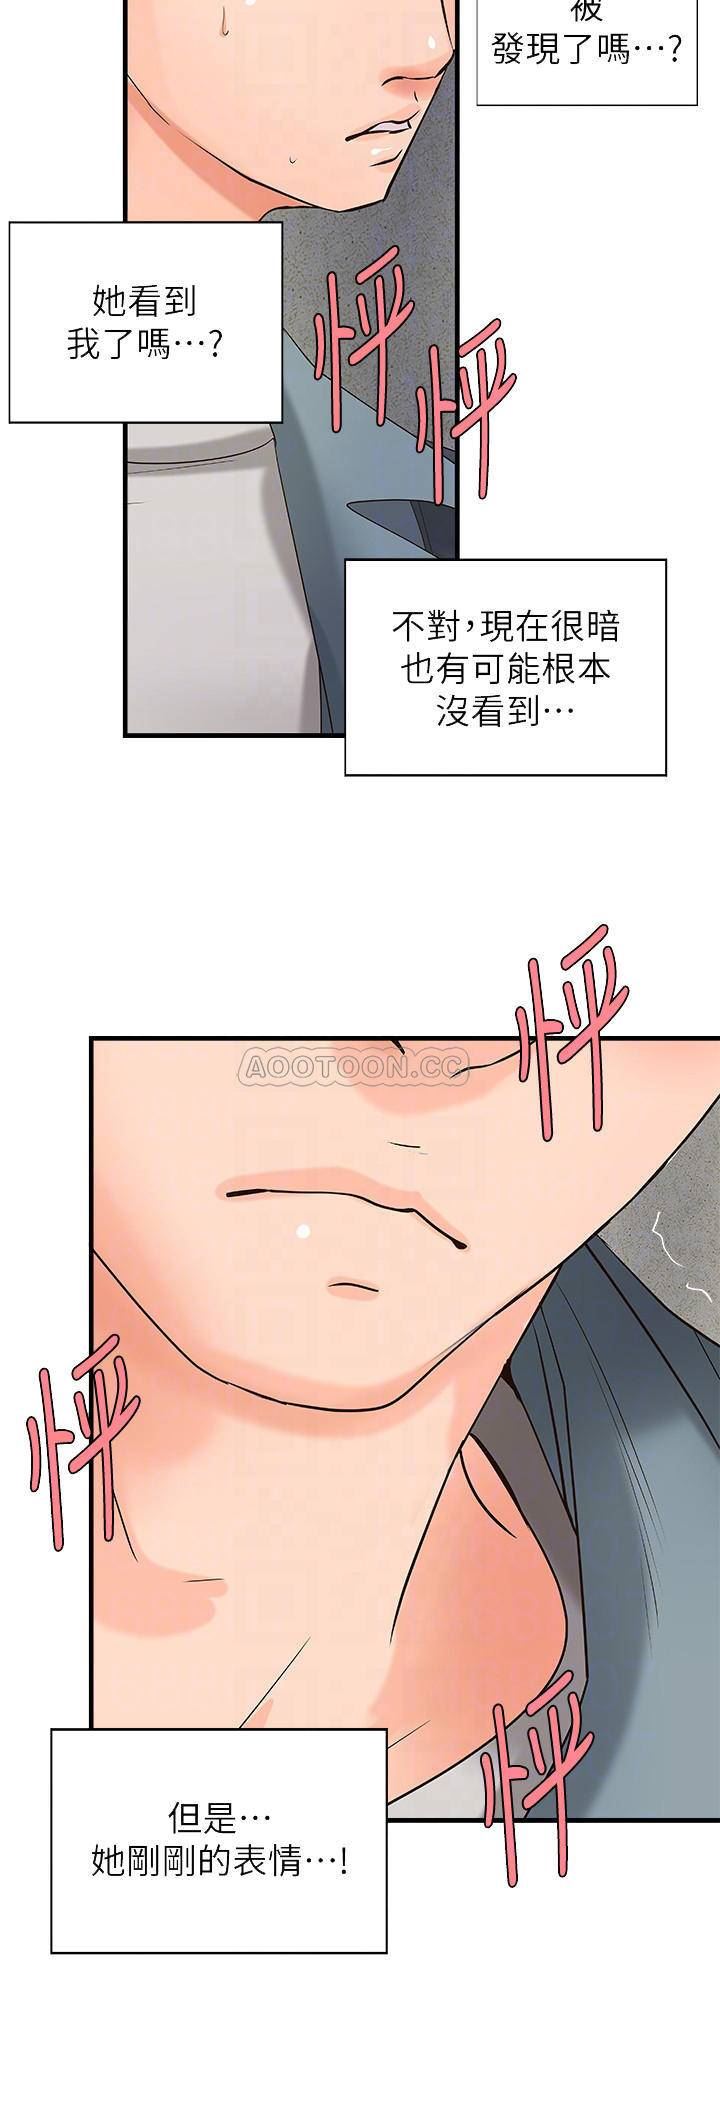 被
發現了嗎…?
她看到
我了嗎…?
怦
怦
不對,現在很暗
也有可能根本
沒看到…
怦
AOOTOON.CC
怦
怦
但是…
她剛剛的表情…!